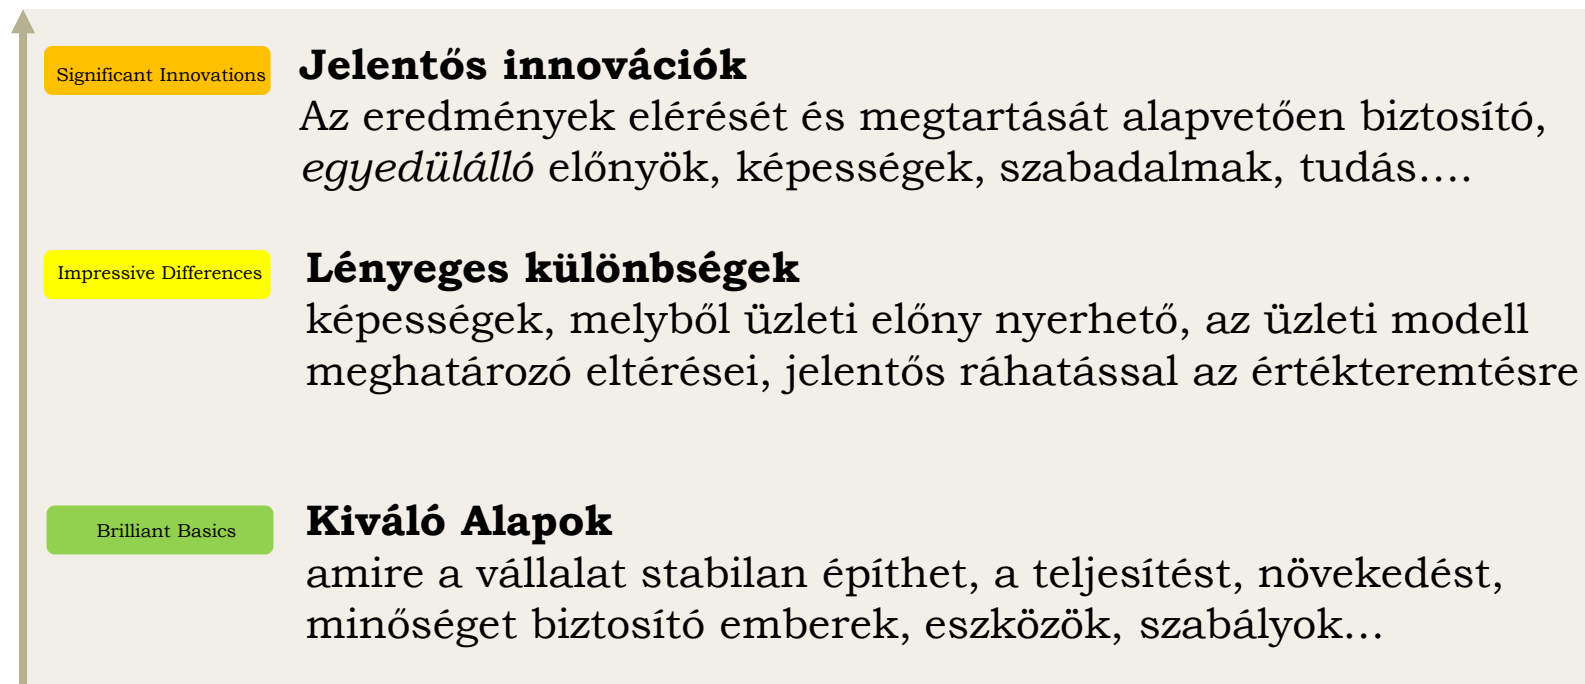 Significant Innovations
Jelentős innovációk
Az eredmények elérését és megtartását alapvetően biztosító,
egyedülálló előnyök, képességek, szabadalmak, tudás….
Impressive Differences
Lényeges különbségek
képességek, melyből üzleti előny nyerhető, az üzleti modell
meghatározó eltérései, jelentős ráhatással az értékteremtésre
Brilliant Basics
Kiváló Alapok
amire a vállalat stabilan építhet, a teljesítést, növekedést,
minőséget biztosító emberek, eszközök, szabályok…